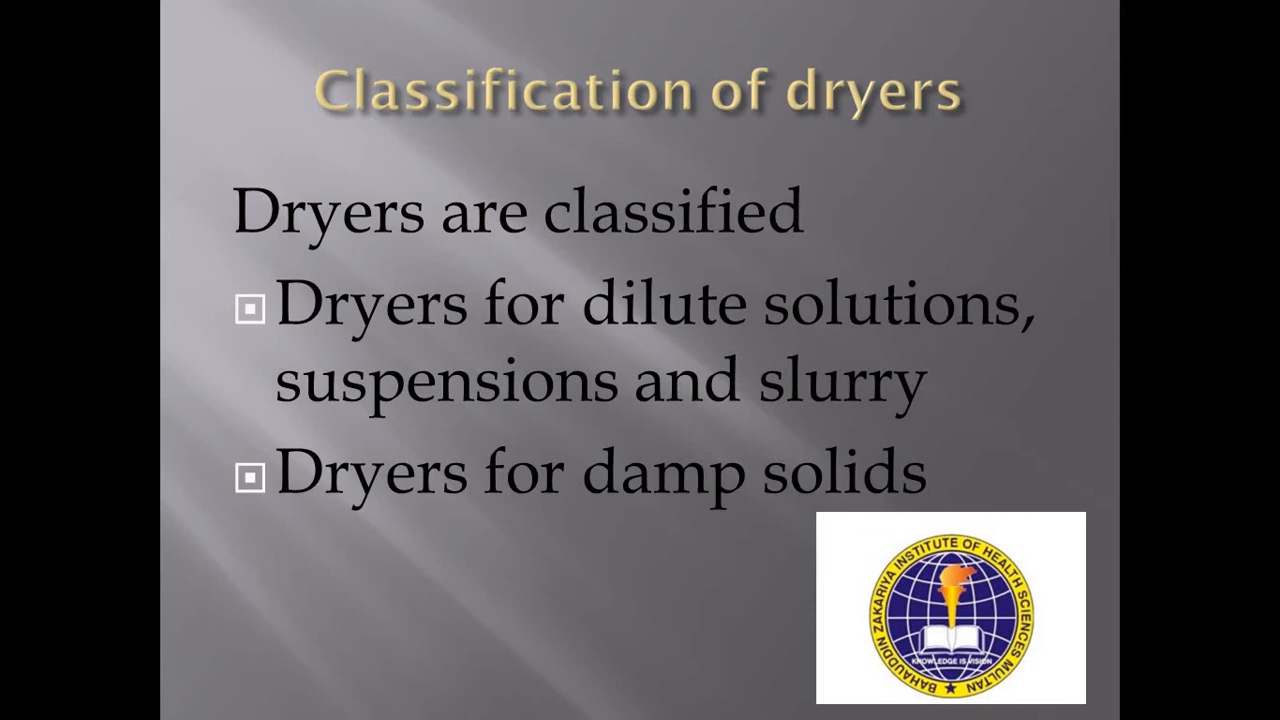 Classification of dryers
Dryers are classified
Dryers for dilute solutions,
suspensions and slurry
Dryers for damp solids
BAHAUDDIN ZAKARIYA INSTITUTE OF HEALTH SCIENCES MULTAN
KNOWLEDGE IS VISION